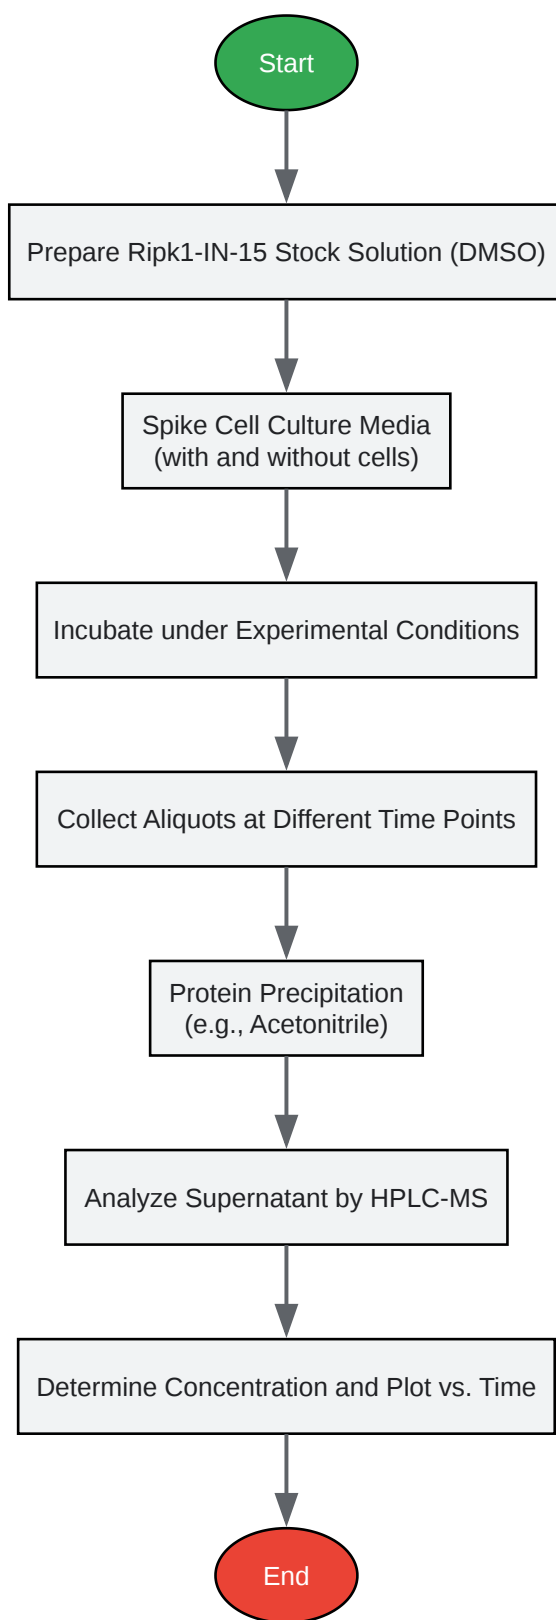 Start
Prepare Ripk1-IN-15 Stock Solution (DMSO)
Spike Cell Culture Media
(with and without cells)
Incubate under Experimental Conditions
Collect Aliquots at Different Time Points
Protein Precipitation
(e.g., Acetonitrile)
Analyze Supernatant by HPLC-MS
Determine Concentration and Plot vs. Time
End